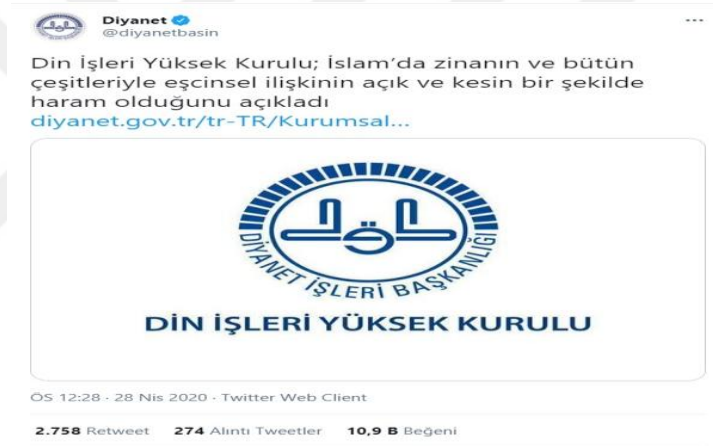 Diyanet
@diyanetbasin
Din İşleri Yüksek Kurulu; İslam'da zinanın ve bütün
çeşitleriyle eşcinsel ilişkinin açık ve kesin bir şekilde
haram olduğunu açıkladı
diyanet.gov.tr/tr-TR/Kurumsal...
DİYANET İŞLERİ BAŞKANLIĞI
DİN İŞLERİ YÜKSEK KURULU
ÖS 12:28 · 28 Nis 2020 · Twitter Web Client
2.758 Retweet 274 Alıntı Tweetler 10,9 B Beğeni